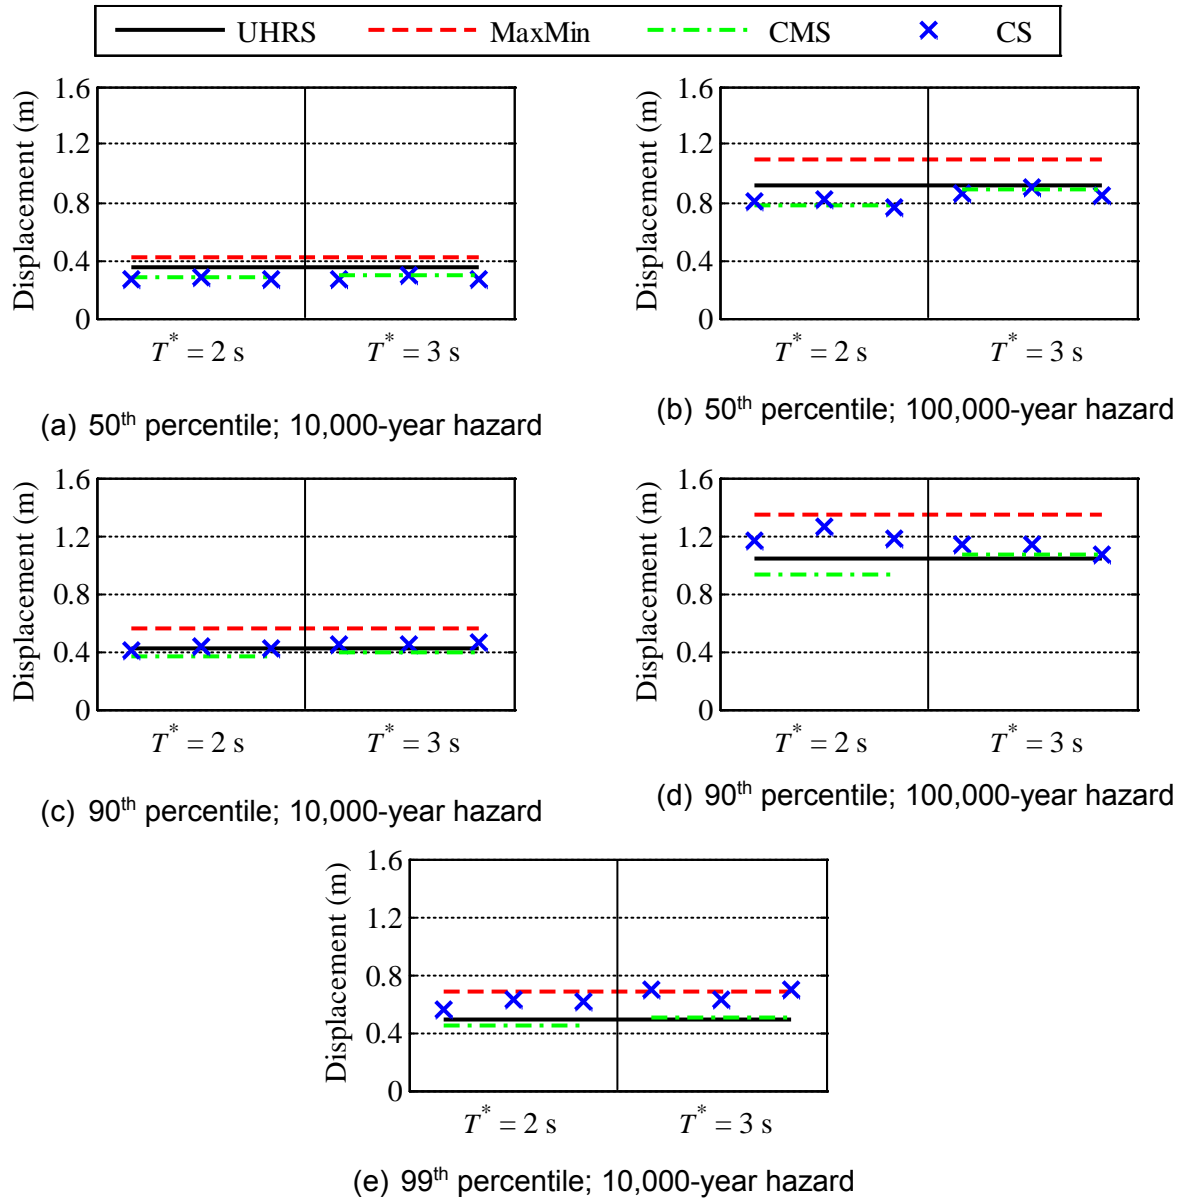 UHRS MaxMin CMS CS
Displacement (m)
1.6
1.2
0.8
0.4
0
T* = 2 s T* = 3 s
(a) 50th percentile; 10,000-year hazard
Displacement (m)
1.6
1.2
0.8
0.4
0
T* = 2 s T* = 3 s
(b) 50th percentile; 100,000-year hazard
Displacement (m)
1.6
1.2
0.8
0.4
0
T* = 2 s T* = 3 s
(c) 90th percentile; 10,000-year hazard
Displacement (m)
1.6
1.2
0.8
0.4
0
T* = 2 s T* = 3 s
(d) 90th percentile; 100,000-year hazard
Displacement (m)
1.6
1.2
0.8
0.4
0
T* = 2 s T* = 3 s
(e) 99th percentile; 10,000-year hazard